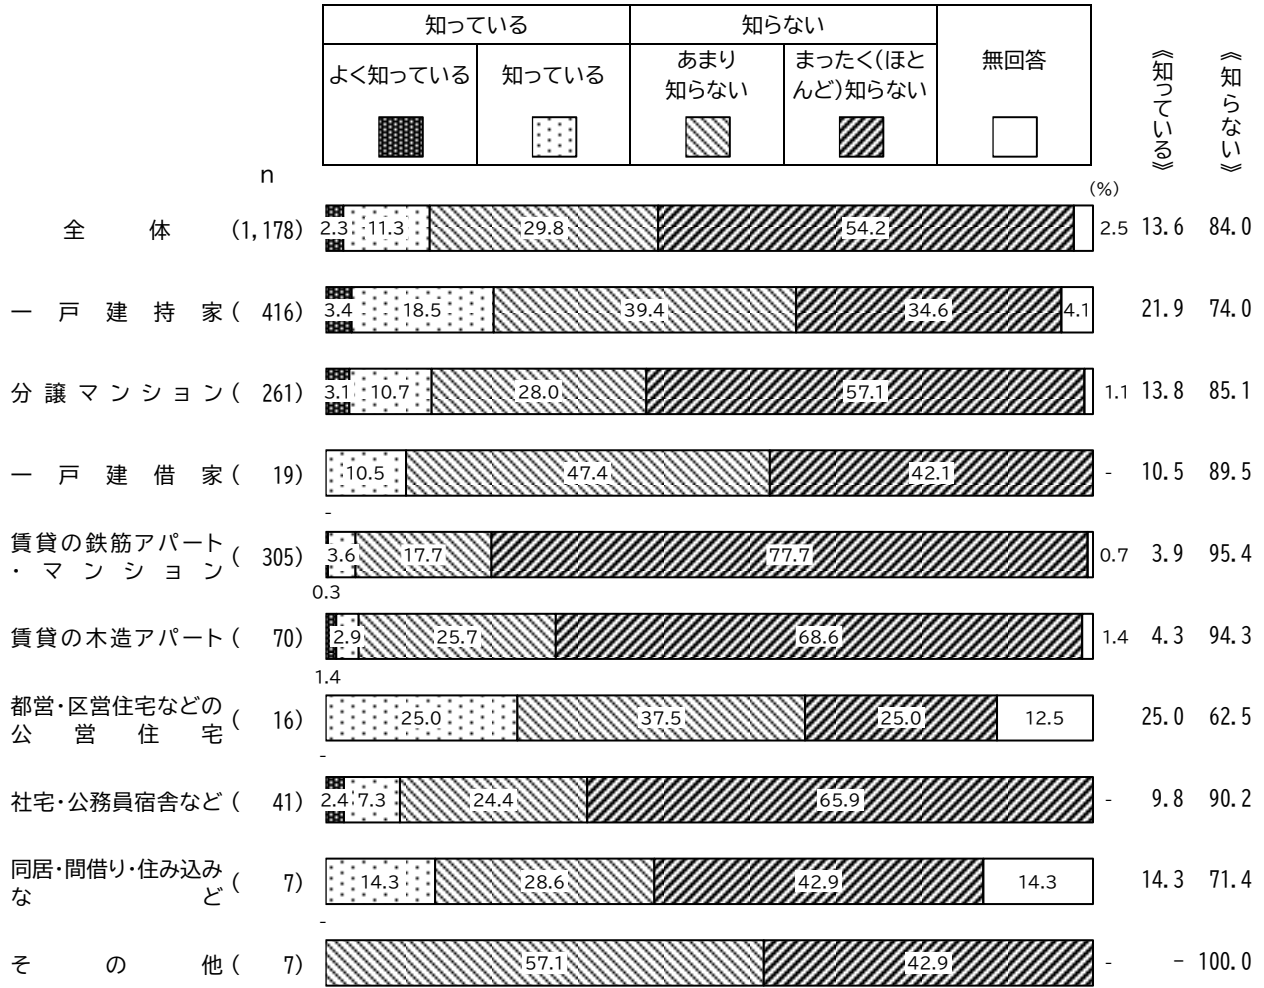 知っている 知らない 無回答
よく知っている 知っている あまり 知らない まったく(ほと んど)知らない
《知っている》 《知らない》
n
(%)
全体 (1,178) 2.3 11.3 29.8 54.2 2.5 13.6 84.0
一戸建持家 ( 416) 3.4 18.5 39.4 34.6 4.1 21.9 74.0
分譲マンション ( 261) 3.1 10.7 28.0 57.1 1.1 13.8 85.1
一戸建借家 ( 19) 10.5 47.4 42.1 - 10.5 89.5
-
賃貸の鉄筋アパート
・マンション ( 305) 3.6 17.7 77.7 0.7 3.9 95.4
0.3
賃貸の木造アパート ( 70) 2.9 25.7 68.6 1.4 4.3 94.3
1.4
都営・区営住宅などの
公営住宅 ( 16) 25.0 37.5 25.0 12.5 25.0 62.5
-
社宅・公務員宿舎など ( 41) 2.4 7.3 24.4 65.9 - 9.8 90.2
同居・間借り・住み込み
など ( 7) 14.3 28.6 42.9 14.3 14.3 71.4
-
その他 ( 7) 57.1 42.9 - - 100.0